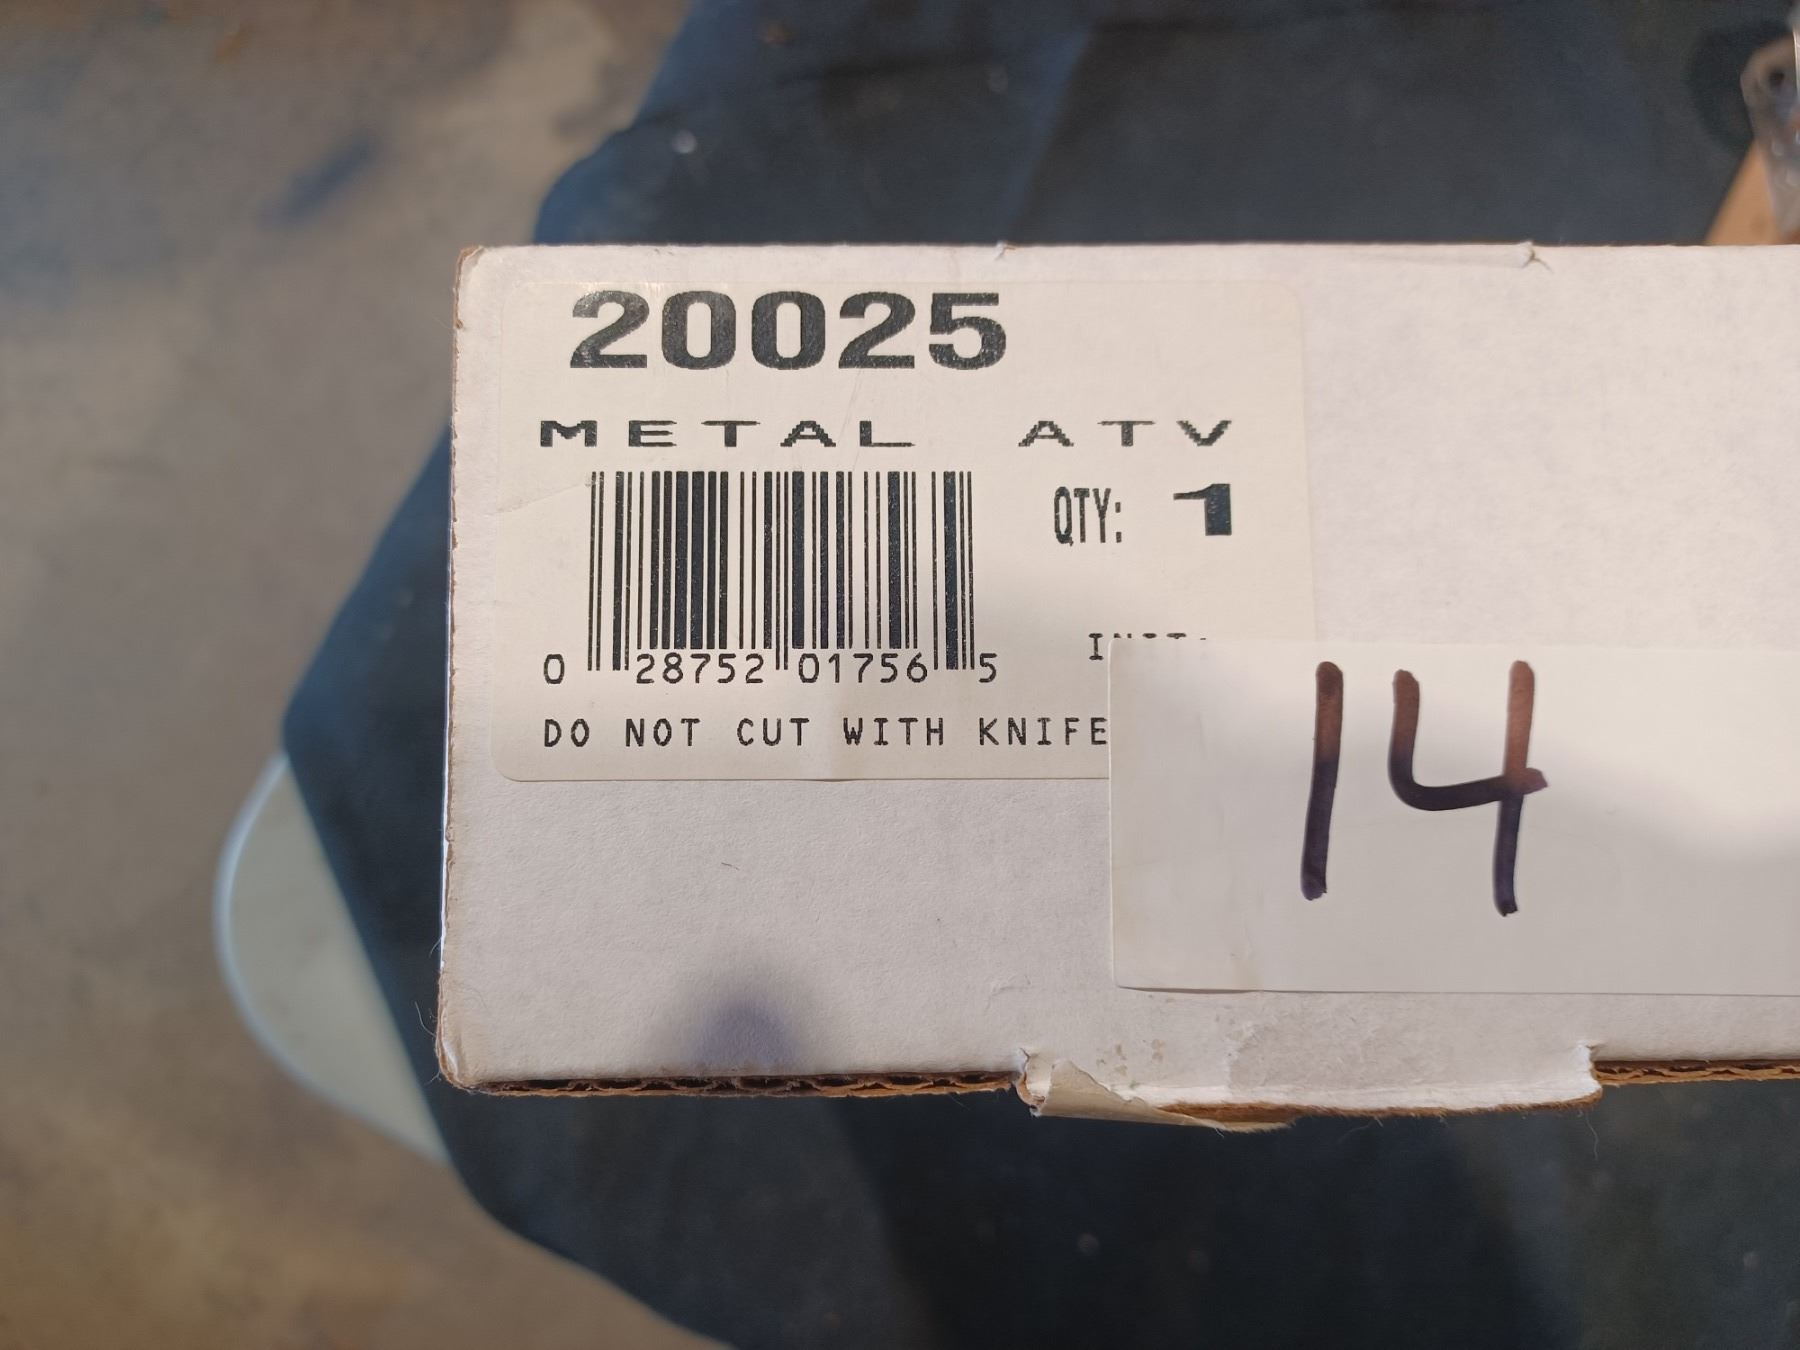 20025
METAL ATV
QTY: 1
0 28752 01756 5
DO NOT CUT WITH KNIFE
14